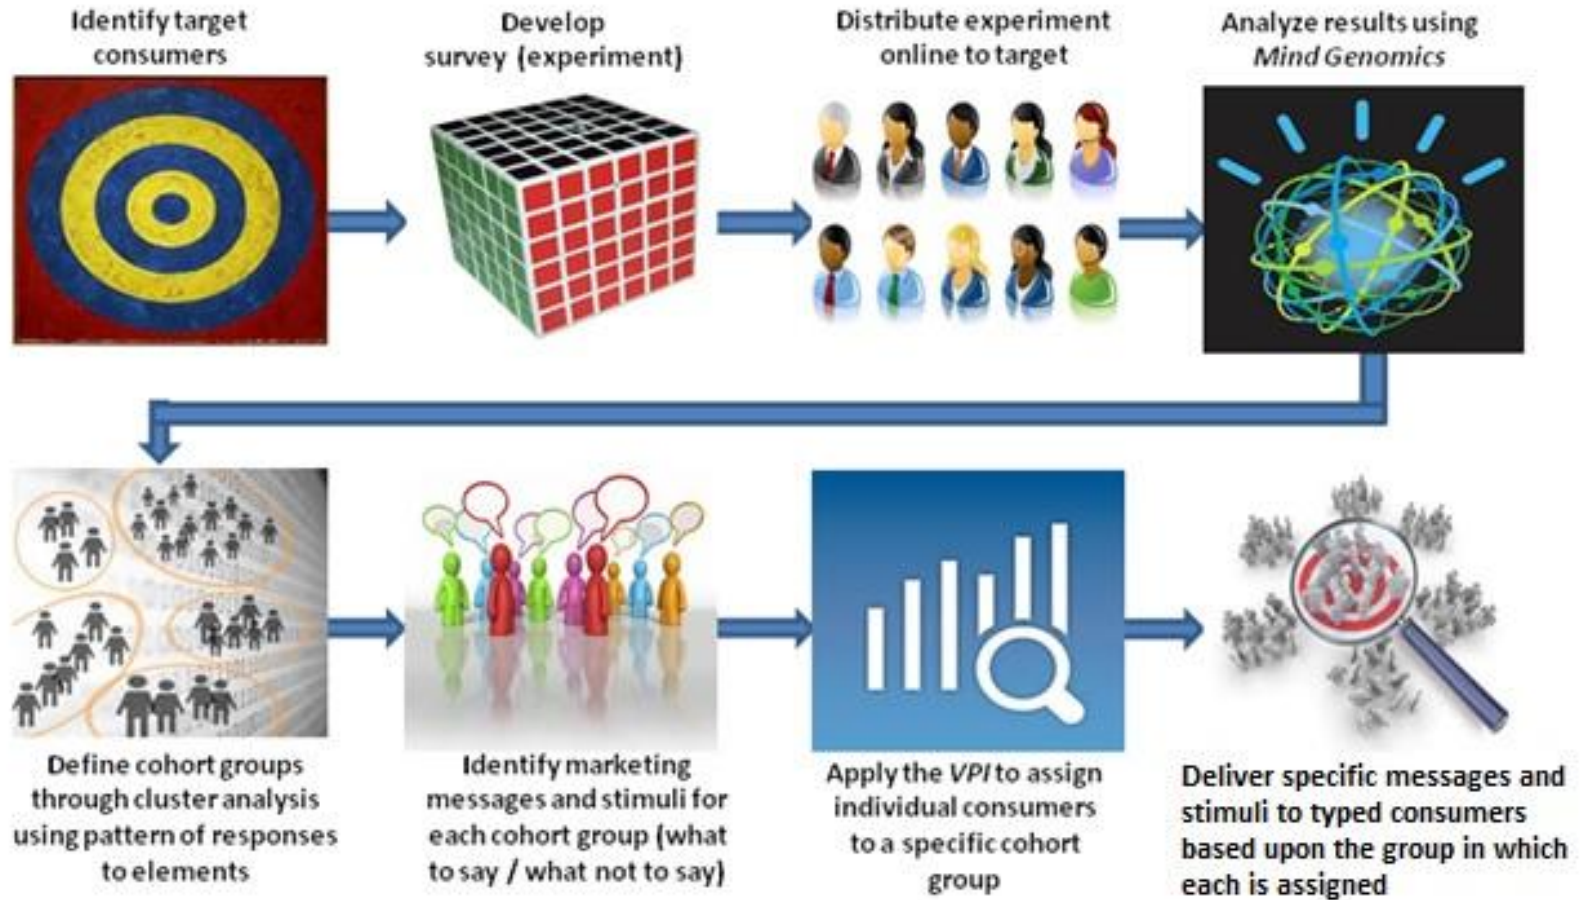 Identify target
consumers
Develop
survey (experiment)
Distribute experiment
online to target
Analyze results using
Mind Genomics
Define cohort groups
through cluster analysis
using pattern of responses
to elements
Identify marketing
messages and stimuli for
each cohort group (what
to say / what not to say)
Apply the VPI to assign
individual consumers
to a specific cohort
group
Deliver specific messages and
stimuli to typed consumers
based upon the group in which
each is assigned